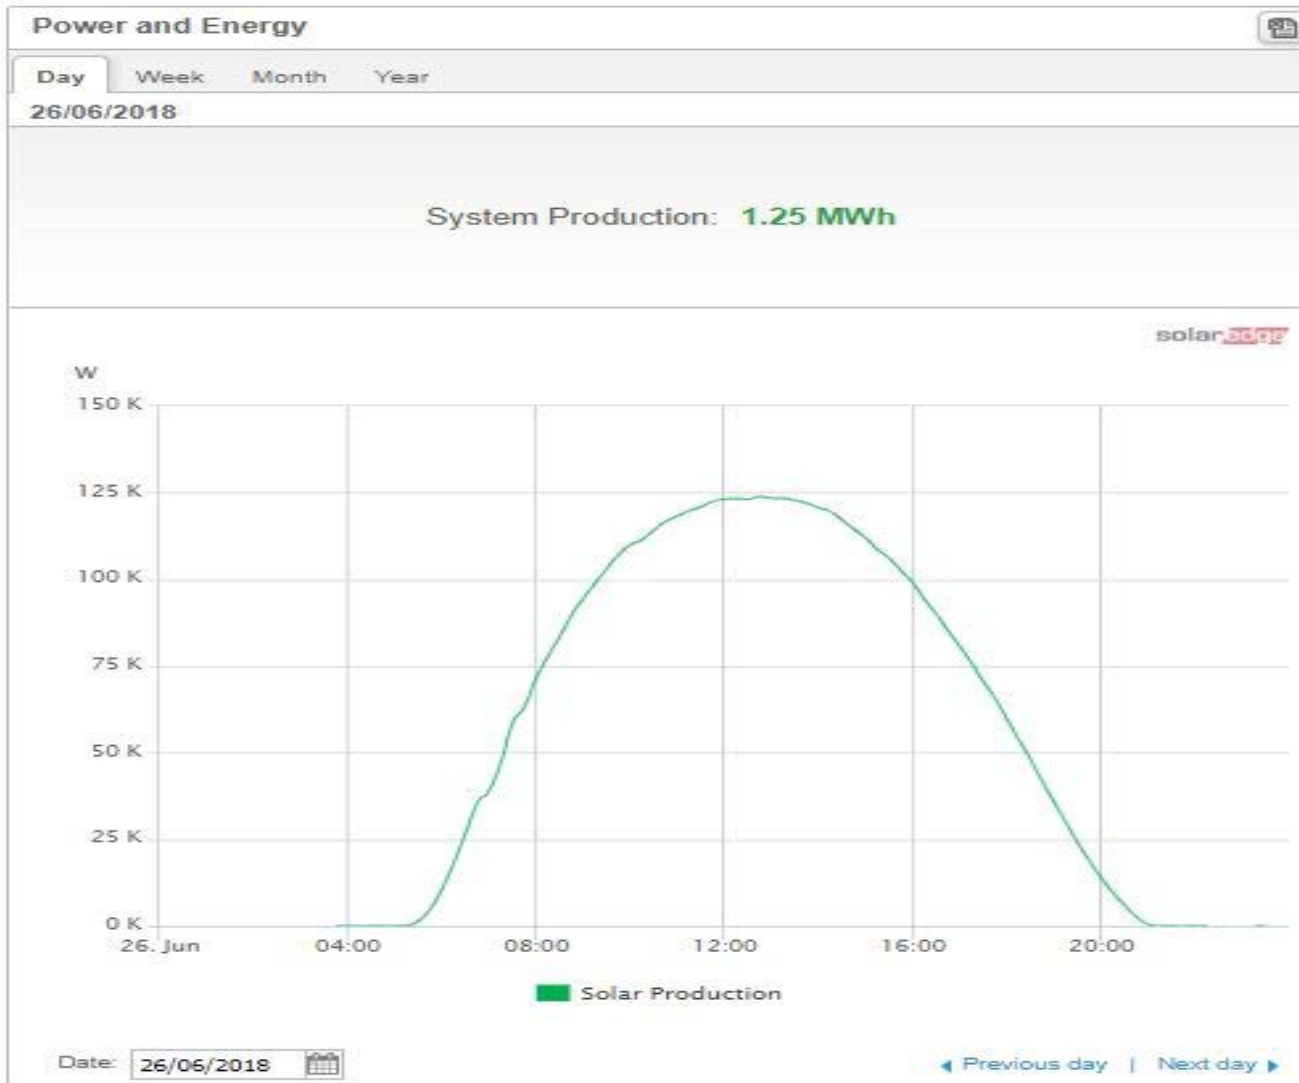 Power and Energy
Day Week Month Year
26/06/2018
System Production: 1.25 MWh
solaredge
W
150 K
125 K
100 K
75 K
50 K
25 K
0 K
26. Jun 04:00 08:00 12:00 16:00 20:00
Solar Production
Date: 26/06/2018 Previous day | Next day